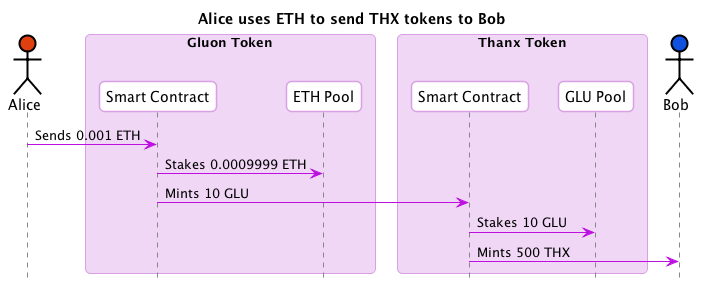 Alice uses ETH to send THX tokens to Bob
Gluon Token
Thanx Token
Alice
Smart Contract
ETH Pool
Smart Contract
GLU Pool
Bob
Sends 0.001 ETH
Stakes 0.0009999 ETH
Mints 10 GLU
Stakes 10 GLU
Mints 500 THX